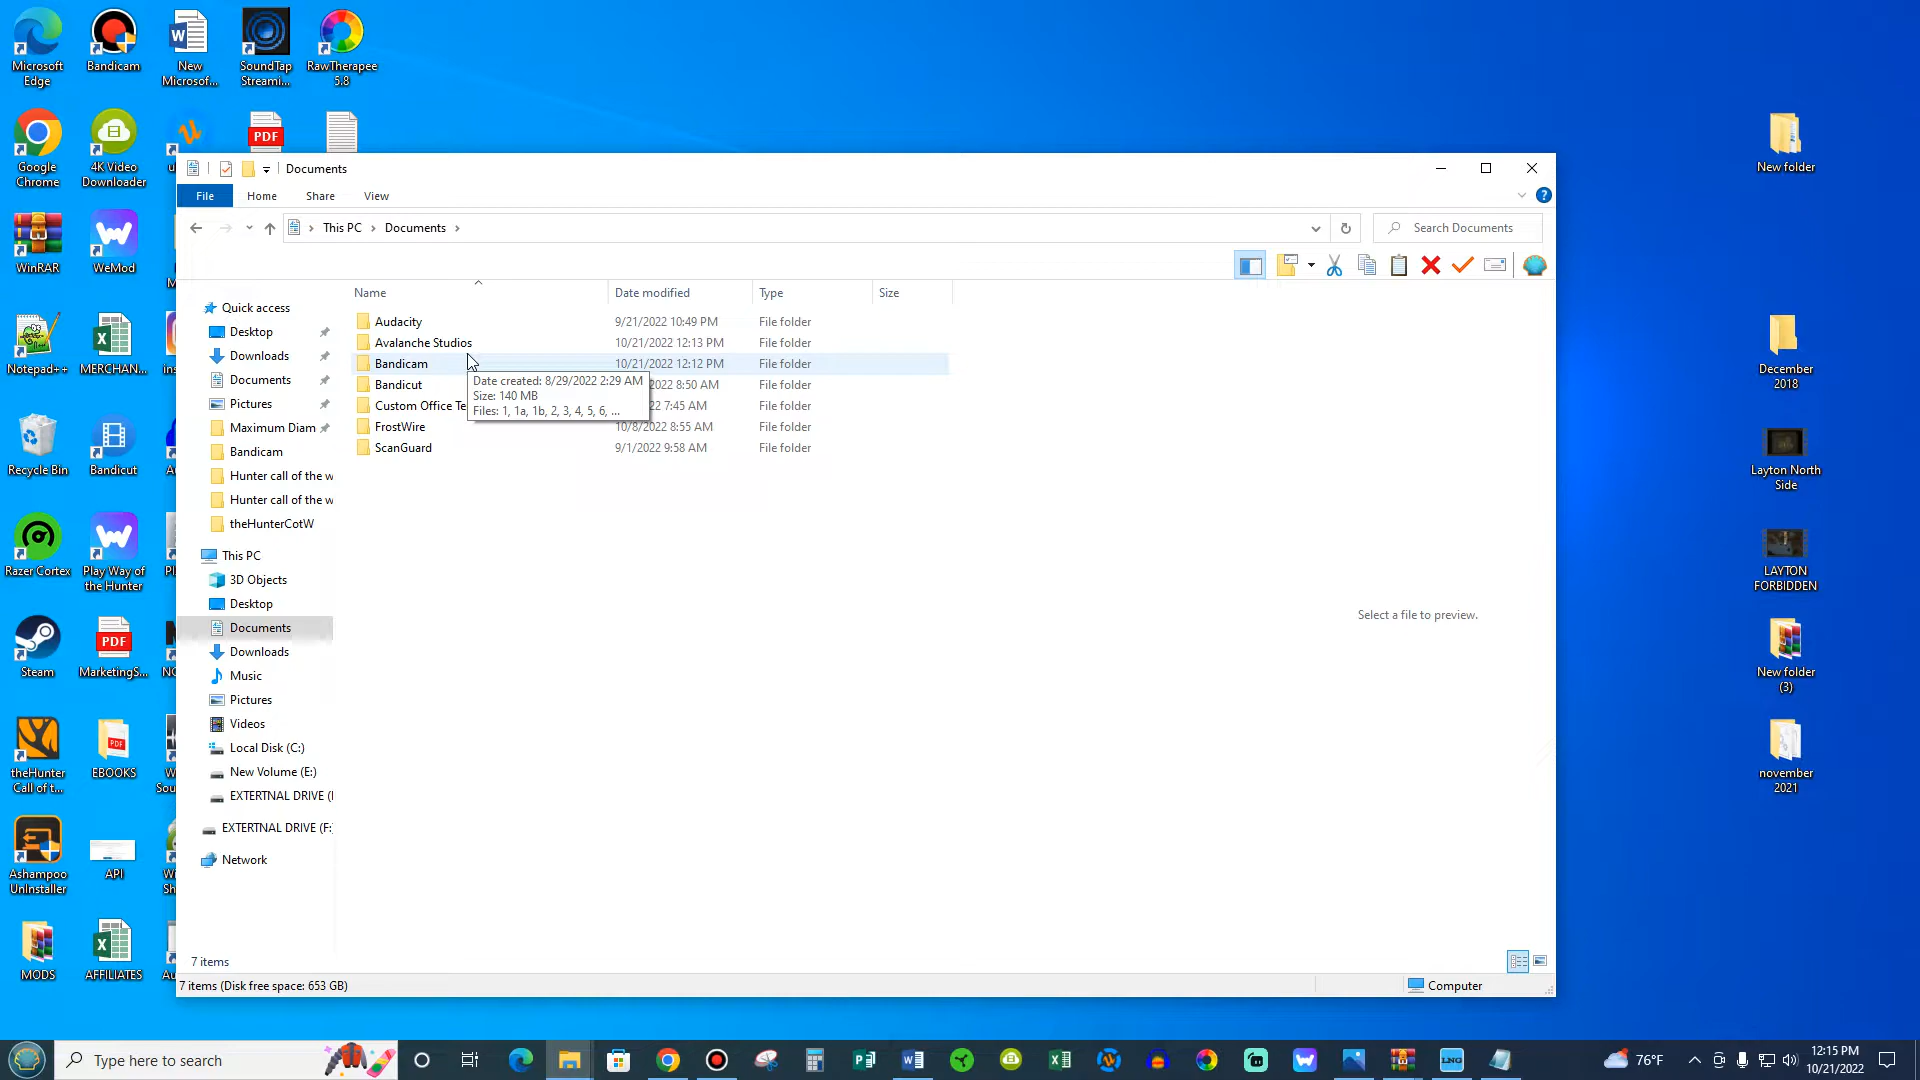 Microsoft
Edge
Bandicam
New
Microsof...
SoundTap
Streami...
RawTherapee
5.8
Google
Chrome
4K Video
Downloader
PDF
WinRAR
WeMod
Notepad++
MERCHAN...
Recycle Bin
Bandicut
Razer Cortex
Play Way of
the Hunter
Steam
PDF
MarketingS...
theHunter
Call of t...
EBOOKS
Ashampoo
UnInstaller
API
MODS
AFFILIATES
New folder
December
2018
Layton North
Side
LAYTON
FORBIDDEN
New folder
(3)
november
2021
Documents
File
Home
Share
View
This PC
Documents
Search Documents
Name
Date modified
Type
Size
Audacity 9/21/2022 10:49 PM File folder
Avalanche Studios 10/21/2022 12:13 PM File folder
Bandicam 10/21/2022 12:12 PM File folder
Bandicut 22 8:50 AM File folder
Custom Office Te 22 7:45 AM File folder
FrostWire 10/8/2022 8:55 AM File folder
ScanGuard 9/1/2022 9:58 AM File folder
Date created: 8/29/2022 2:29 AM
Size: 140 MB
Files: 1, 1a, 1b, 2, 3, 4, 5, 6, ...
Quick access
Desktop
Downloads
Documents
Pictures
Maximum Diam
Bandicam
Hunter call of the w
Hunter call of the w
theHunterCotW
This PC
3D Objects
Desktop
Documents
Downloads
Music
Pictures
Videos
Local Disk (C:)
New Volume (E:)
EXTERTNAL DRIVE (
EXTERTNAL DRIVE (F:
Network
Select a file to preview.
7 items
7 items (Disk free space: 653 GB)
Computer
Type here to search
LNG
76°F
12:15 PM
10/21/2022